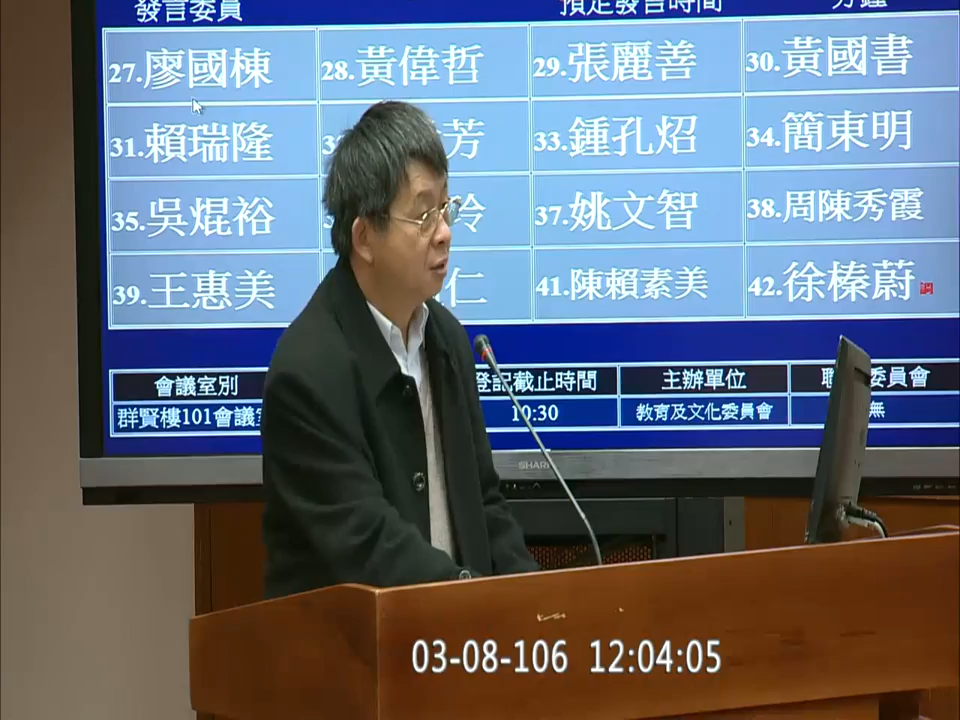 發言委員 預定發言時間 分鐘
27.廖國棟 28.黃偉哲 29.張麗善 30.黃國書
31.賴瑞隆 芳 33.鍾孔炤 34.簡東明
35.吳焜裕 37.姚文智 38.周陳秀霞
39.王惠美 仁 41.陳賴素美 42.徐榛蔚
會議室別 登記截止時間 主辦單位 委員會
群賢樓101會議 10:30 教育及文化委員會 無
SHARP
03-08-106 12:04:05